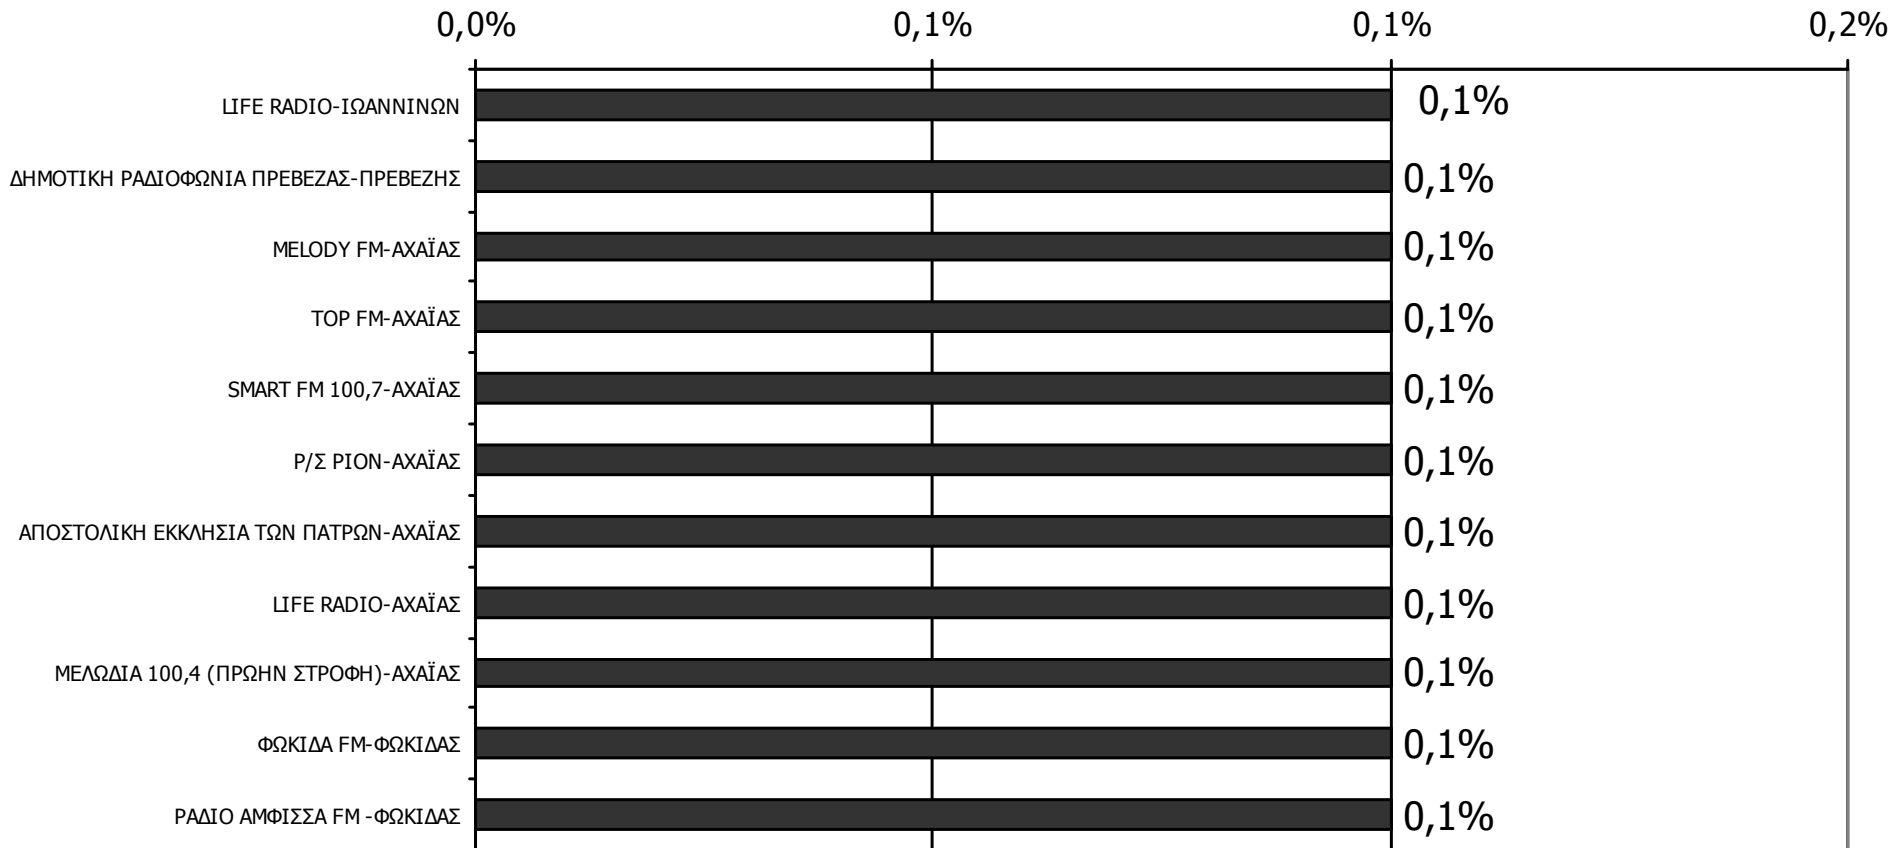 0,0% 0,1% 0,1% 0,2%
LIFE RADIO-ΙΩΑΝΝΙΝΩΝ 0,1%
ΔΗΜΟΤΙΚΗ ΡΑΔΙΟΦΩΝΙΑ ΠΡΕΒΕΖΑΣ-ΠΡΕΒΕΖΗΣ 0,1%
MELODY FM-ΑΧΑΪΑΣ 0,1%
TOP FM-ΑΧΑΪΑΣ 0,1%
SMART FM 100,7-ΑΧΑΪΑΣ 0,1%
Ρ/Σ ΡΙΟΝ-ΑΧΑΪΑΣ 0,1%
ΑΠΟΣΤΟΛΙΚΗ ΕΚΚΛΗΣΙΑ ΤΩΝ ΠΑΤΡΩΝ-ΑΧΑΪΑΣ 0,1%
LIFE RADIO-ΑΧΑΪΑΣ 0,1%
ΜΕΛΩΔΙΑ 100,4 (ΠΡΩΗΝ ΣΤΡΟΦΗ)-ΑΧΑΪΑΣ 0,1%
ΦΩΚΙΔΑ FM-ΦΩΚΙΔΑΣ 0,1%
ΡΑΔΙΟ ΑΜΦΙΣΣΑ FM -ΦΩΚΙΔΑΣ 0,1%